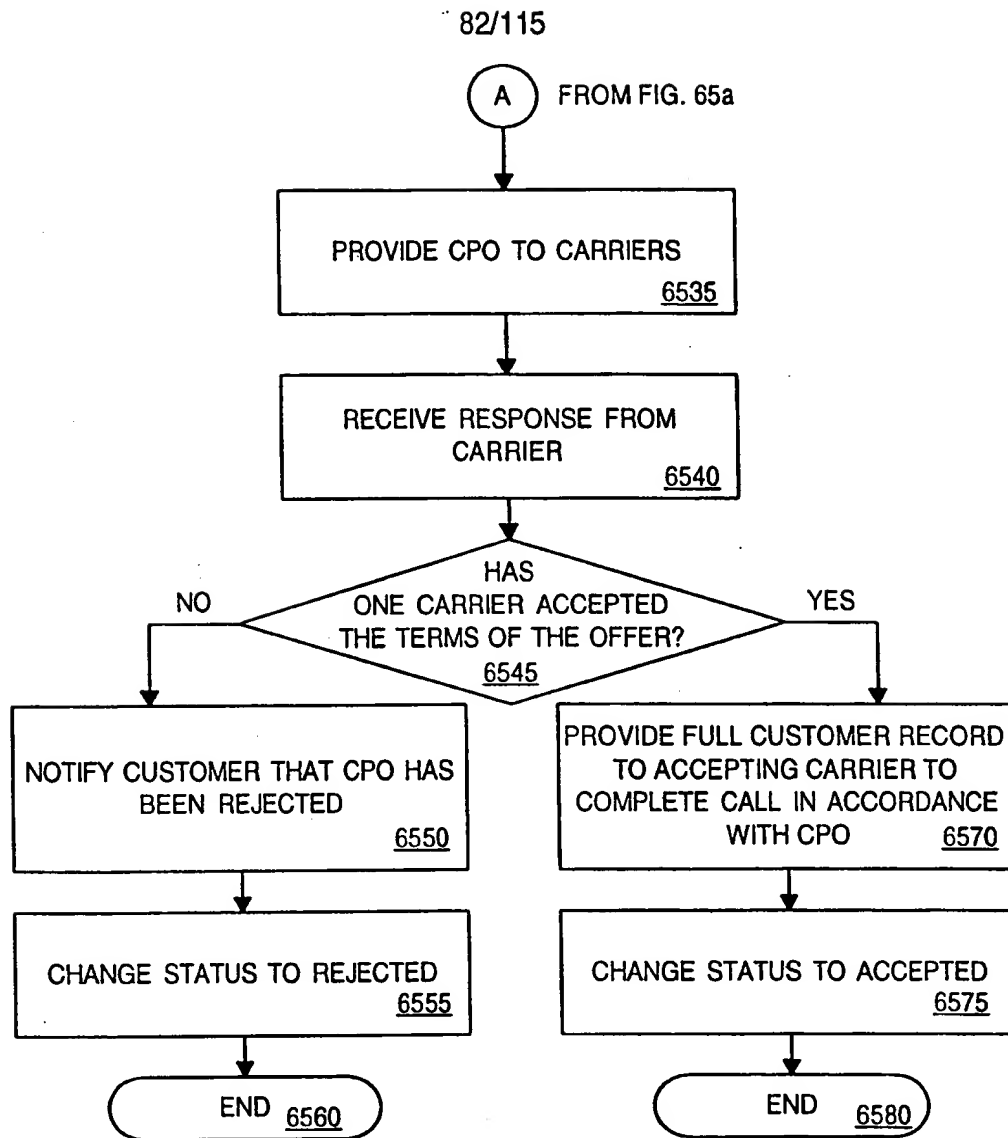 82/115
A FROM FIG. 65a
PROVIDE CPO TO CARRIERS
6535
RECEIVE RESPONSE FROM
CARRIER
6540
HAS
ONE CARRIER ACCEPTED
THE TERMS OF THE OFFER?
6545
NO
YES
NOTIFY CUSTOMER THAT CPO HAS
BEEN REJECTED
6550
PROVIDE FULL CUSTOMER RECORD
TO ACCEPTING CARRIER TO
COMPLETE CALL IN ACCORDANCE
WITH CPO 6570
CHANGE STATUS TO REJECTED
6555
CHANGE STATUS TO ACCEPTED
6575
END 6560
END 6580